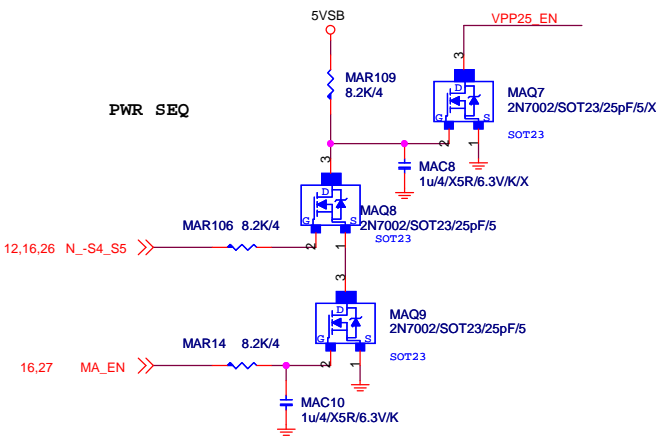 5VSB
VPP25_EN
3
MAR109
8.2K/4
D
G
S
MAQ7
2N7002/SOT23/25pF/5/X
SOT23
PWR SEQ
2
1
3
MAC8
1u/4/X5R/6.3V/K/X
D
G
S
MAQ8
2N7002/SOT23/25pF/5
SOT23
MAR106 8.2K/4
12,16,26 N_-S4_S5
2
1
3
D
G
S
MAQ9
2N7002/SOT23/25pF/5
SOT23
MAR14 8.2K/4
16,27 MA_EN
2
1
MAC10
1u/4/X5R/6.3V/K